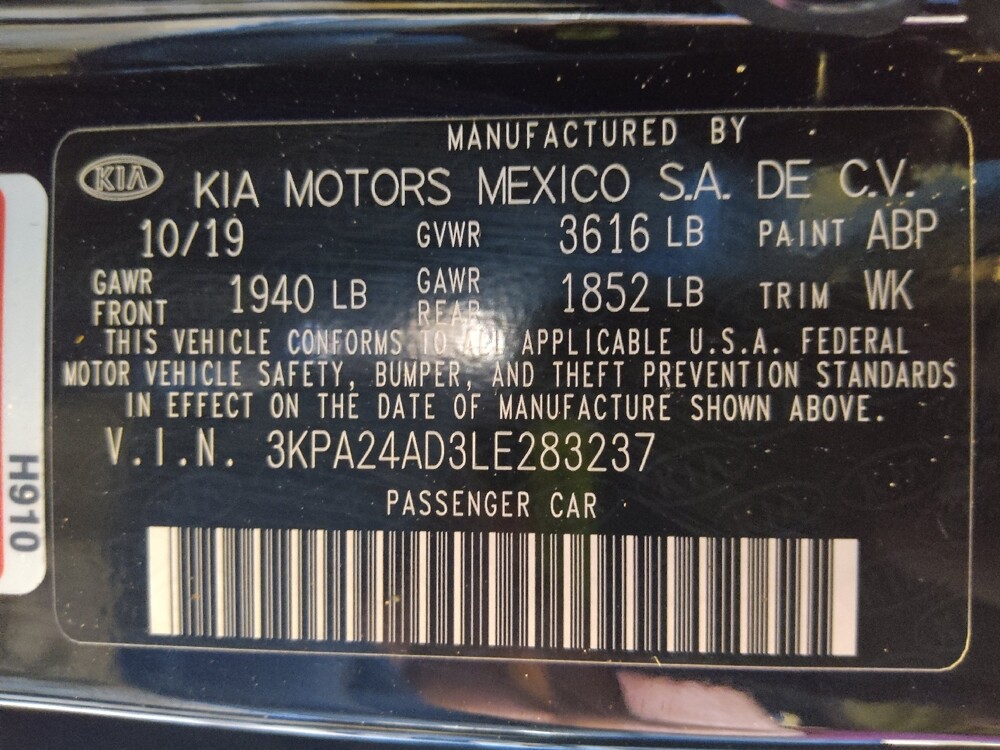 MANUFACTURED BY
KIA KIA MOTORS MEXICO S.A. DE C.V.
10/19 GVWR 3616 LB PAINT ABP
GAWR FRONT 1940 LB GAWR REAR 1852 LB TRIM WK
THIS VEHICLE CONFORMS TO ALL APPLICABLE U.S.A. FEDERAL
MOTOR VEHICLE SAFETY, BUMPER, AND THEFT PREVENTION STANDARDS
IN EFFECT ON THE DATE OF MANUFACTURE SHOWN ABOVE.
V.I.N. 3KPA24AD3LE283237
PASSENGER CAR
H910